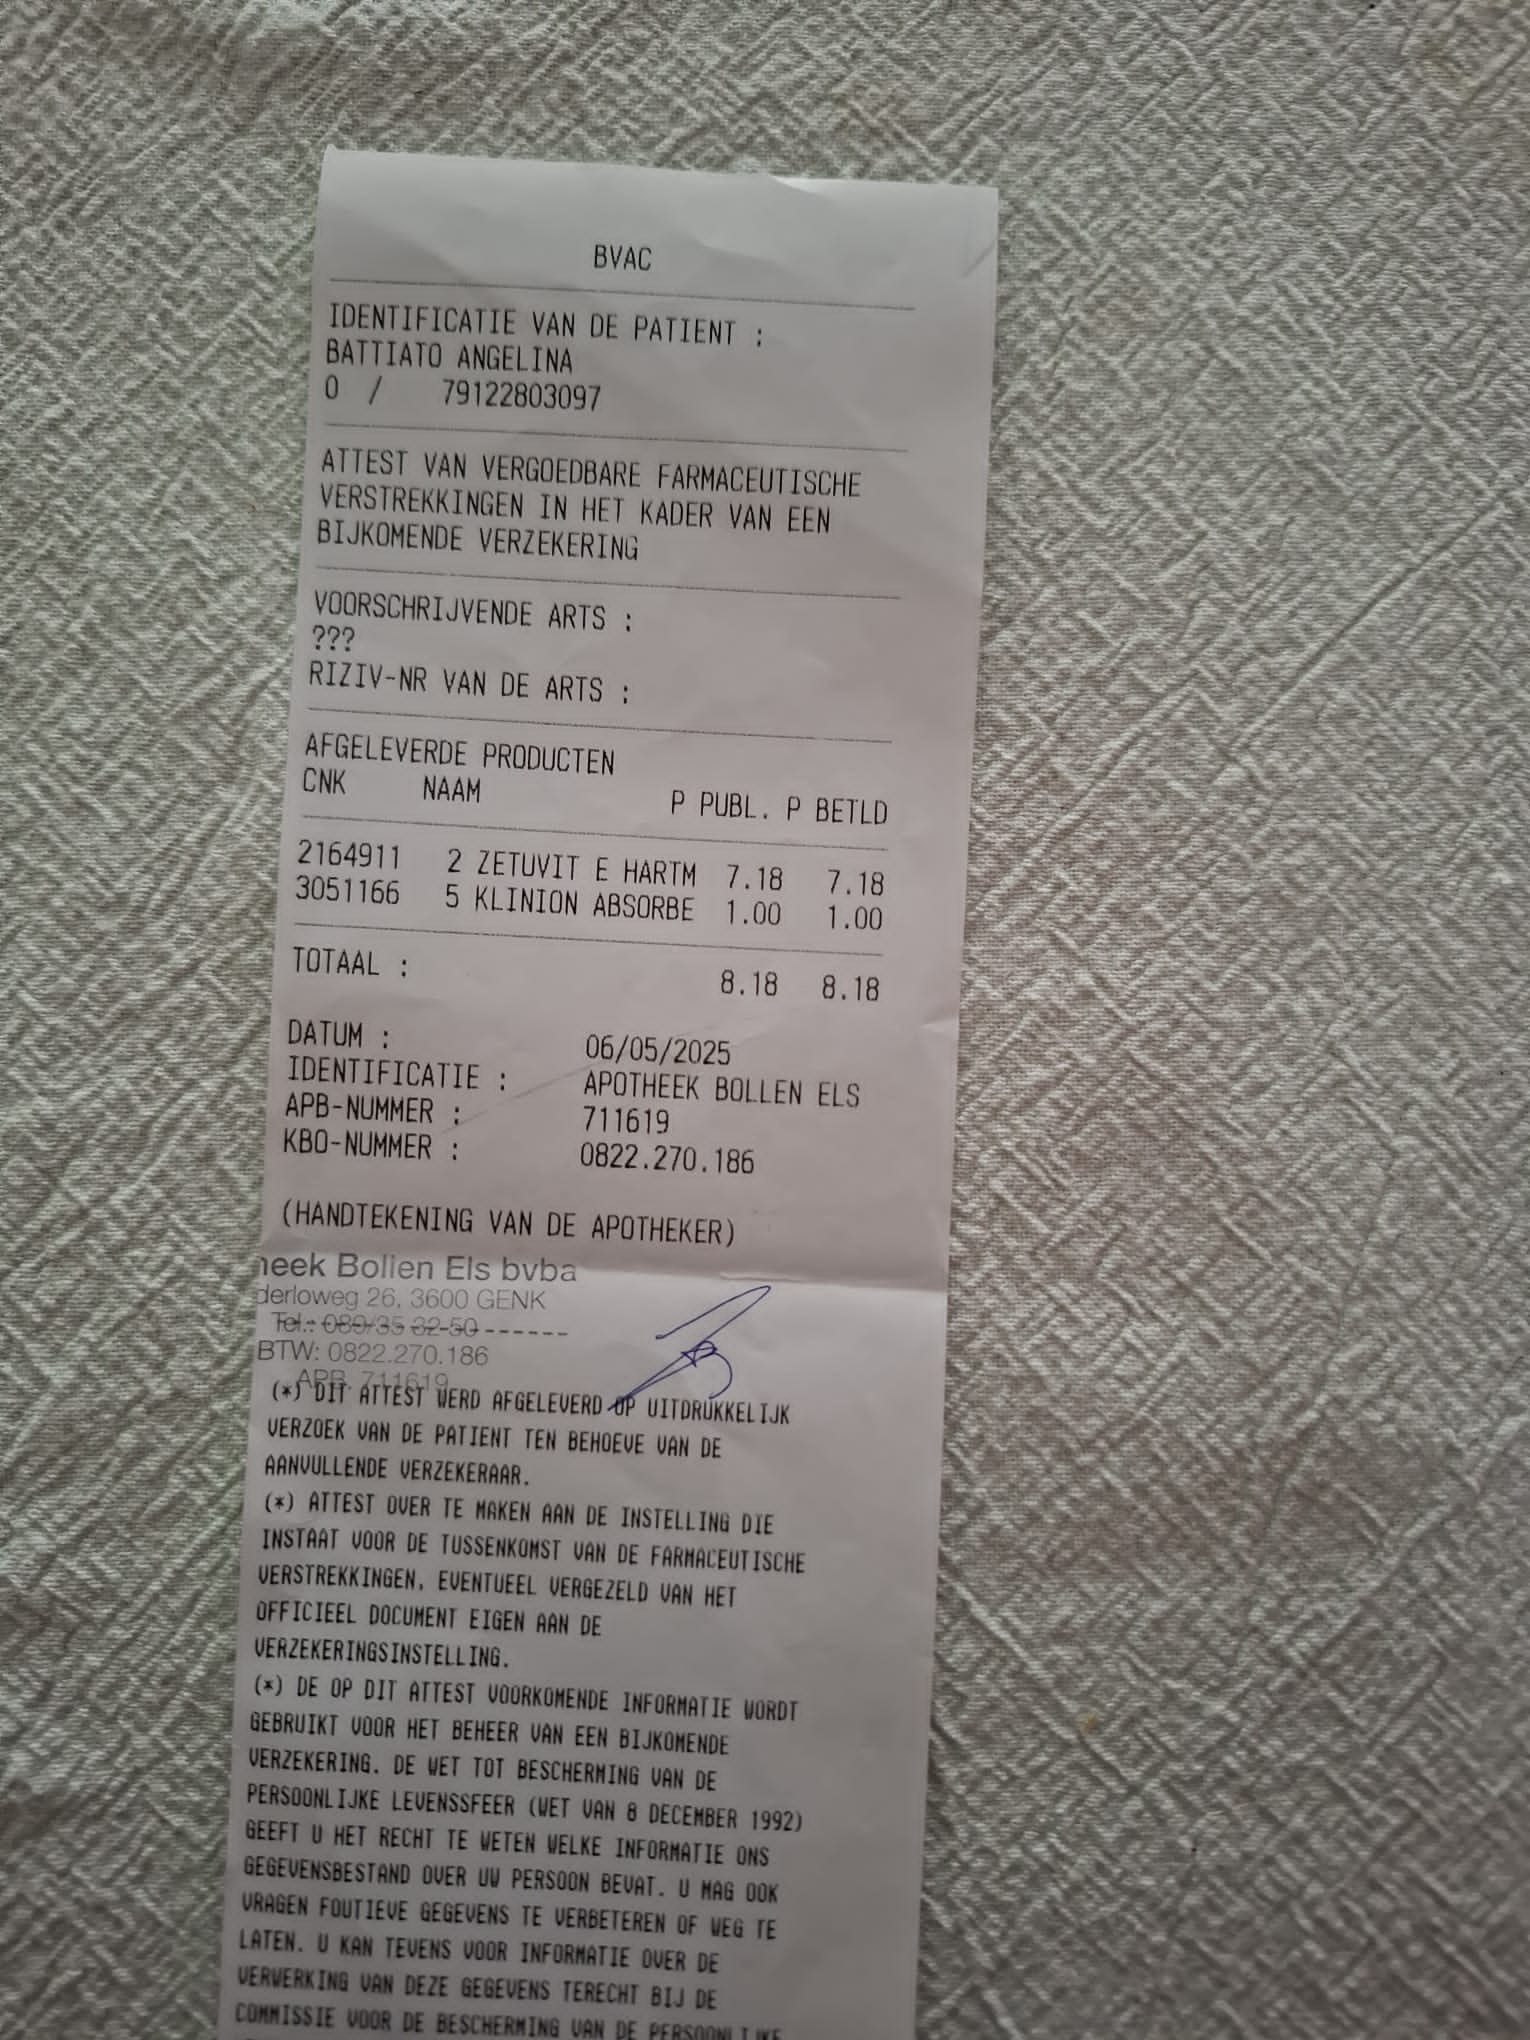 BVAC
IDENTIFICATIE VAN DE PATIENT :
BATTIATO ANGELINA
0 / 79122803097
ATTEST VAN VERGOEDBARE FARMACEUTISCHE
VERSTREKKINGEN IN HET KADER VAN EEN
BIJKOMENDE VERZEKERING
VOORSCHRIJVENDE ARTS :
???
RIZIV-NR VAN DE ARTS :
AFGELEVERDE PRODUCTEN
CNK NAAM P PUBL. P BETLD
2164911 2 ZETUVIT E HARTM 7.18 7.18
3051166 5 KLINION ABSORBE 1.00 1.00
TOTAAL : 8.18 8.18
DATUM : 06/05/2025
IDENTIFICATIE : APOTHEEK BOLLEN ELS
APB-NUMMER : 711619
KBO-NUMMER : 0822.270.186
(HANDTEKENING VAN DE APOTHEKER)
heek Bollen Els bvba
derloweg 26, 3600 GENK
Tel.: 089/35 32 50
BTW: 0822.270.186
APB. 711619
(*) DIT ATTEST WERD AFGELEVERD OP UITDRUKKELIJK
VERZOEK VAN DE PATIENT TEN BEHOEVE VAN DE
AANVULLENDE VERZEKERAAR.
(*) ATTEST OVER TE MAKEN AAN DE INSTELLING DIE
INSTAAT VOOR DE TUSSENKOMST VAN DE FARMACEUTISCHE
VERSTREKKINGEN, EVENTUEEL VERGEZELD VAN HET
OFFICIEEL DOCUMENT EIGEN AAN DE
VERZEKERINGSINSTELLING.
(*) DE OP DIT ATTEST VOORKOMENDE INFORMATIE WORDT
GEBRUIKT VOOR HET BEHEER VAN EEN BIJKOMENDE
VERZEKERING. DE WET TOT BESCHERMING VAN DE
PERSOONLIJKE LEVENSSFEER (WET VAN 8 DECEMBER 1992)
GEEFT U HET RECHT TE WETEN WELKE INFORMATIE ONS
GEGEVENSBESTAND OVER UW PERSOON BEVAT. U MAG OOK
VRAGEN FOUTIEVE GEGEVENS TE VERBETEREN OF WEG TE
LATEN. U KAN TEVENS VOOR INFORMATIE OVER DE
VERWERKING VAN DEZE GEGEVENS TERECHT BIJ DE
COMMISSIE VOOR DE BESCHERMING VAN DE PERSOONLIJKE